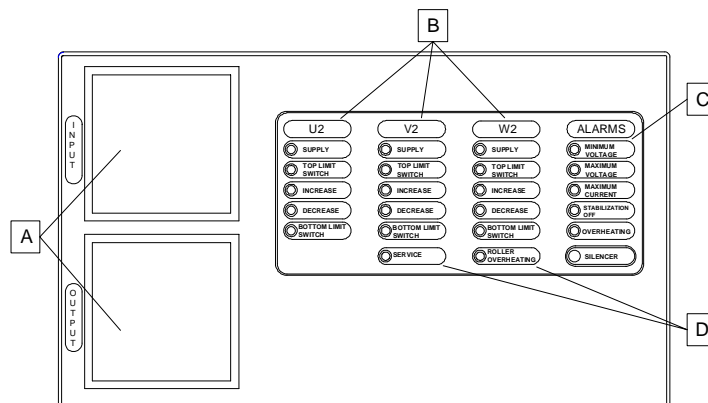 B
C
A
D
INPUT
OUTPUT
U2
SUPPLY
TOP LIMIT
SWITCH
INCREASE
DECREASE
BOTTOM LIMIT
SWITCH
V2
SUPPLY
TOP LIMIT
SWITCH
INCREASE
DECREASE
BOTTOM LIMIT
SWITCH
SERVICE
W2
SUPPLY
TOP LIMIT
SWITCH
INCREASE
DECREASE
BOTTOM LIMIT
SWITCH
ROLLER
OVERHEATING
ALARMS
MINIMUM
VOLTAGE
MAXIMUM
VOLTAGE
MAXIMUM
CURRENT
STABILIZATION
OFF
OVERHEATING
SILENCER